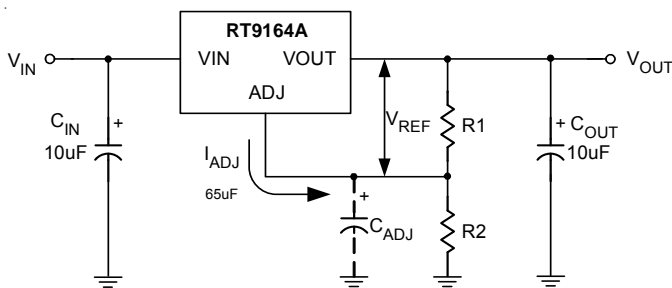 RT9164A
VIN VOUT
ADJ
V_IN
V_OUT
C_IN +
10uF
I_ADJ
65uF
V_REF
R1
+ C_OUT
10uF
+
C_ADJ
R2